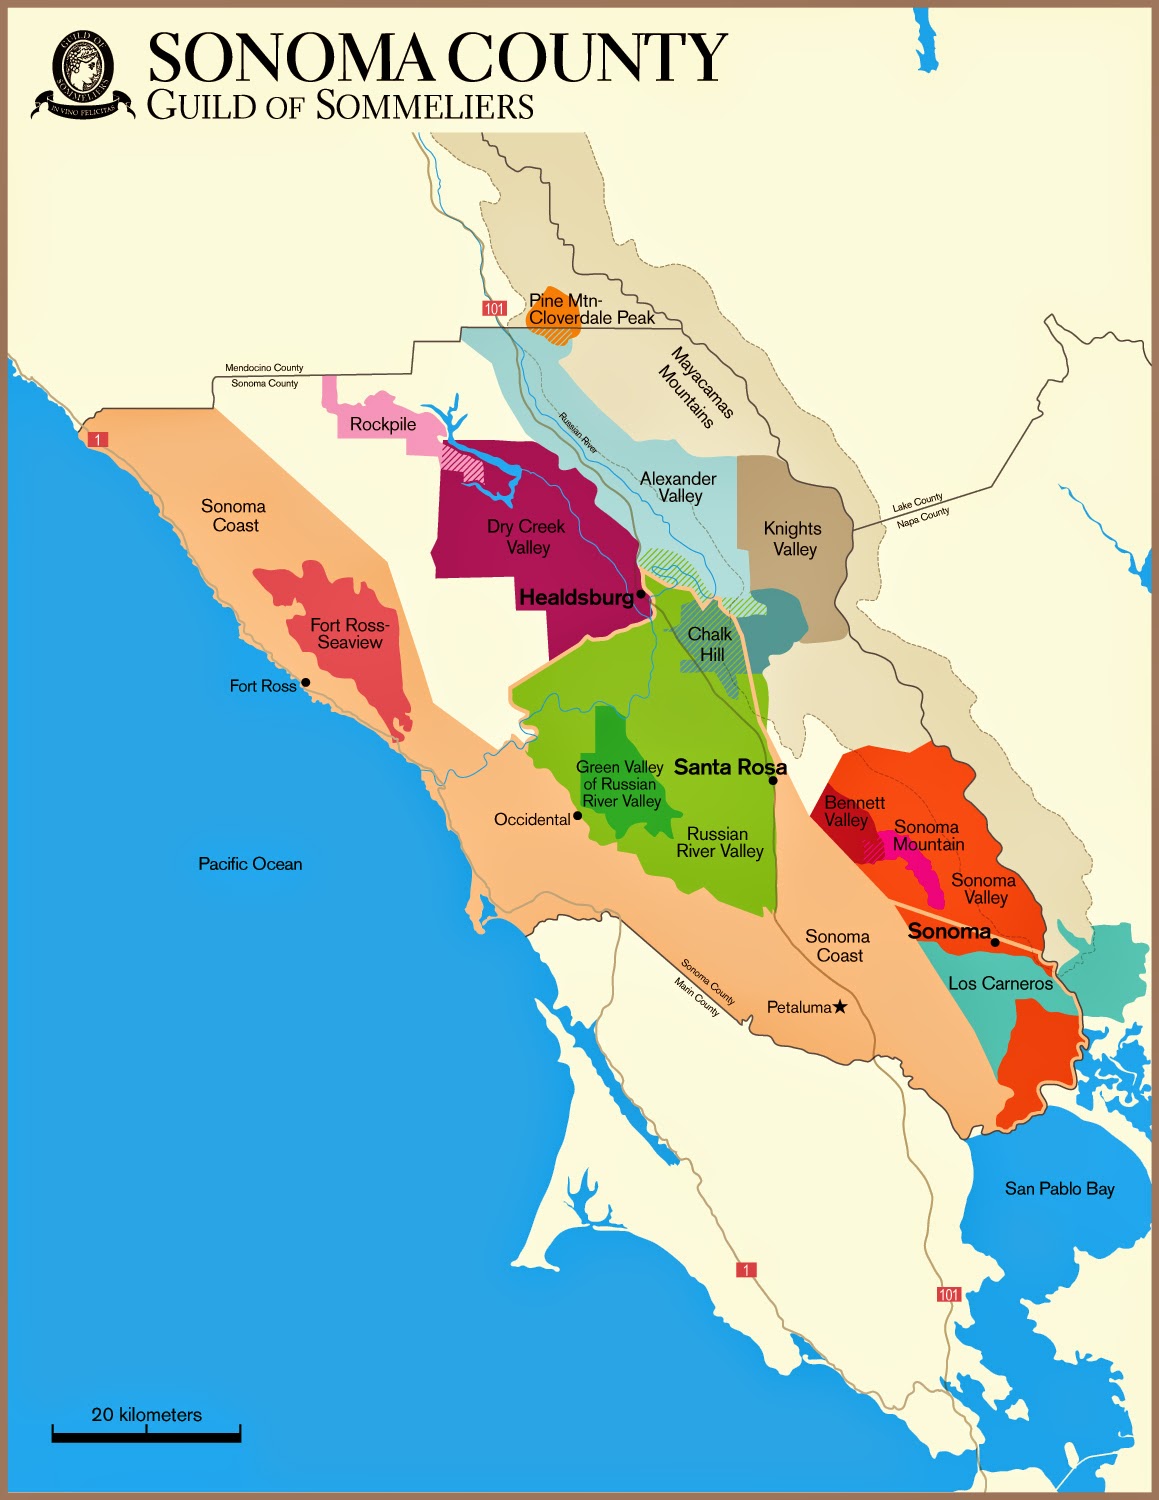 GUILD OF
SOMMELIERS
IN VINO FELICITAS
SONOMA COUNTY
GUILD OF SOMMELIERS
101
Pine Mtn-
Cloverdale Peak
Mayacamas
Mountains
Mendocino County
Sonoma County
Rockpile
1
Russian River
Alexander
Valley
Lake County
Napa County
Sonoma
Coast
Dry Creek
Valley
Knights
Valley
Healdsburg
Fort Ross-
Seaview
Chalk
Hill
Fort Ross
Green Valley
of Russian
River Valley
Santa Rosa
Occidental
Russian
River Valley
Bennett
Valley
Sonoma
Mountain
Sonoma
Valley
Pacific Ocean
Sonoma
Sonoma
Coast
Los Carneros
Sonoma County
Marin County
Petaluma★
San Pablo Bay
1
101
20 kilometers